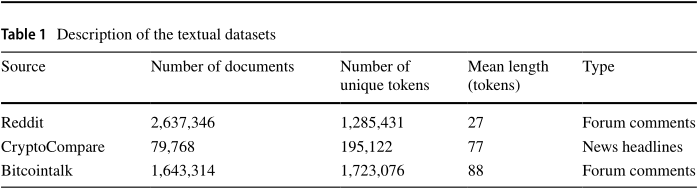 Table 1 Description of the textual datasets
Source Number of documents Number of unique tokens Mean length (tokens) Type
Reddit 2,637,346 1,285,431 27 Forum comments
CryptoCompare 79,768 195,122 77 News headlines
Bitcointalk 1,643,314 1,723,076 88 Forum comments